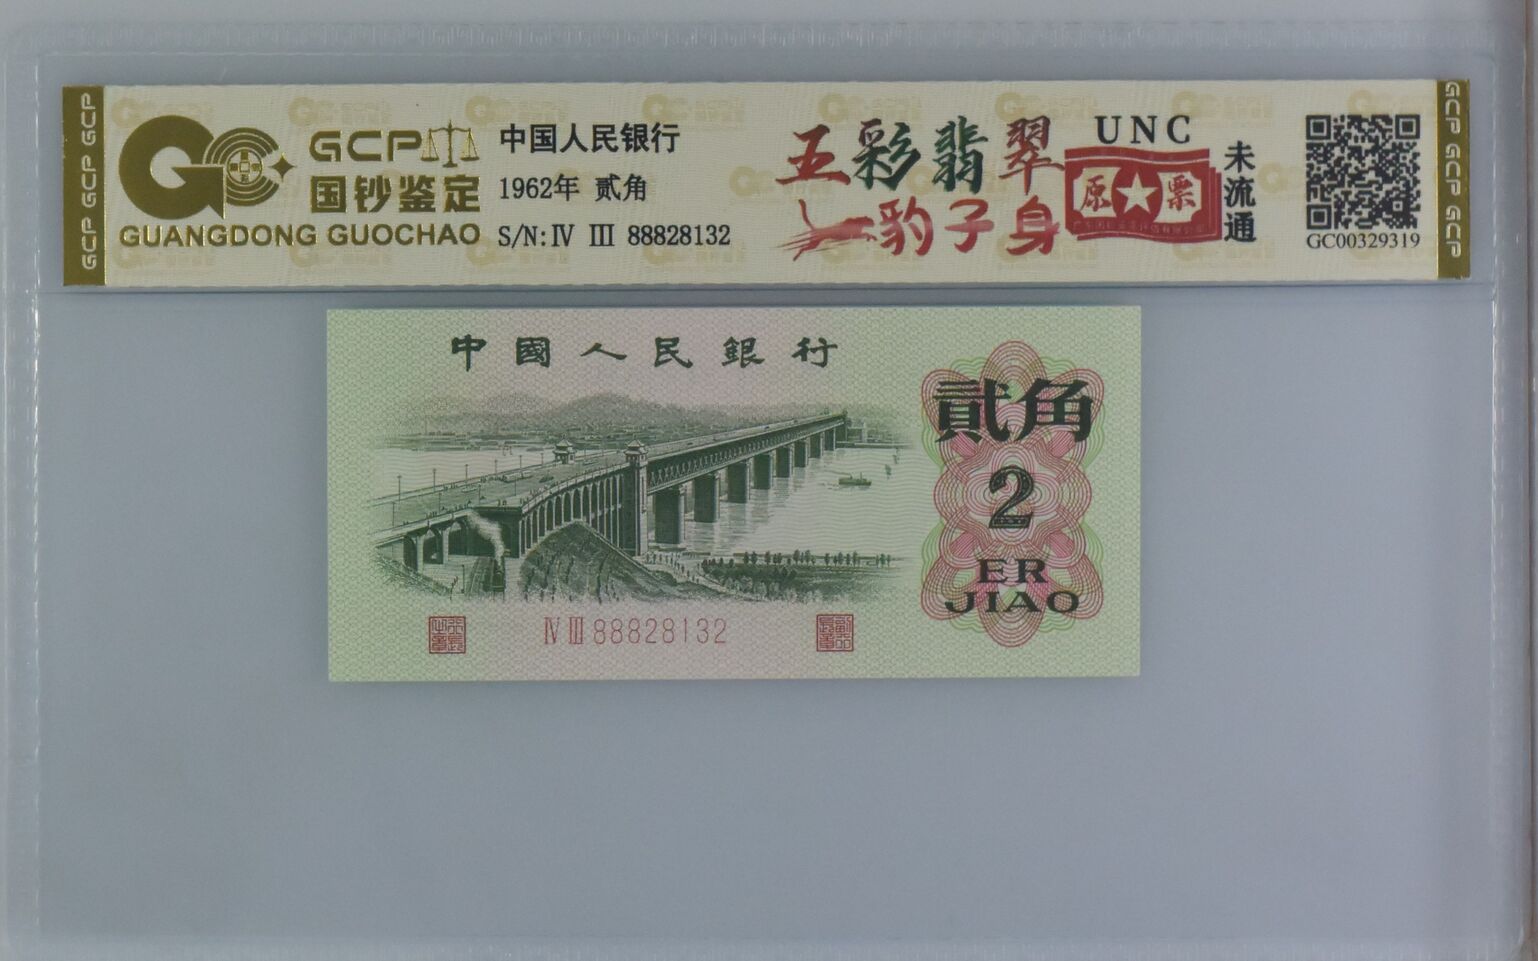 GCP GCP GCP
GCP
国钞鉴定
GUANGDONG GUOCHAO
中国人民银行
1962年 贰角
S/N:Ⅳ Ⅲ 88828132
五彩翡翠
豹子身
UNC
原★票
未流通
GC00329319
GCP GCP GCP
中國人民銀行
貳角
2
ER
JIAO
Ⅳ Ⅲ 88828132